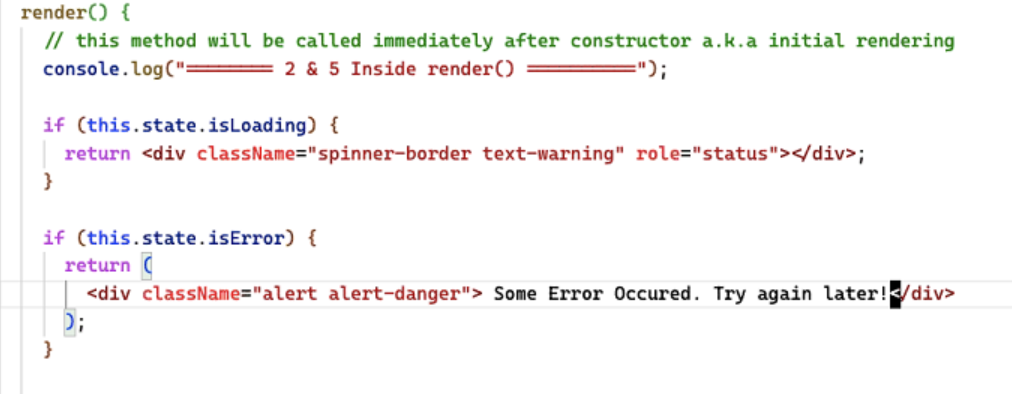 render() {
// this method will be called immediately after constructor a.k.a initial rendering
console.log("======== 2 & 5 Inside render() ==========");
if (this.state.isLoading) {
return <div className="spinner-border text-warning" role="status"></div>;
}
if (this.state.isError) {
return (
<div className="alert alert-danger"> Some Error Occured. Try again later!</div>
);
}